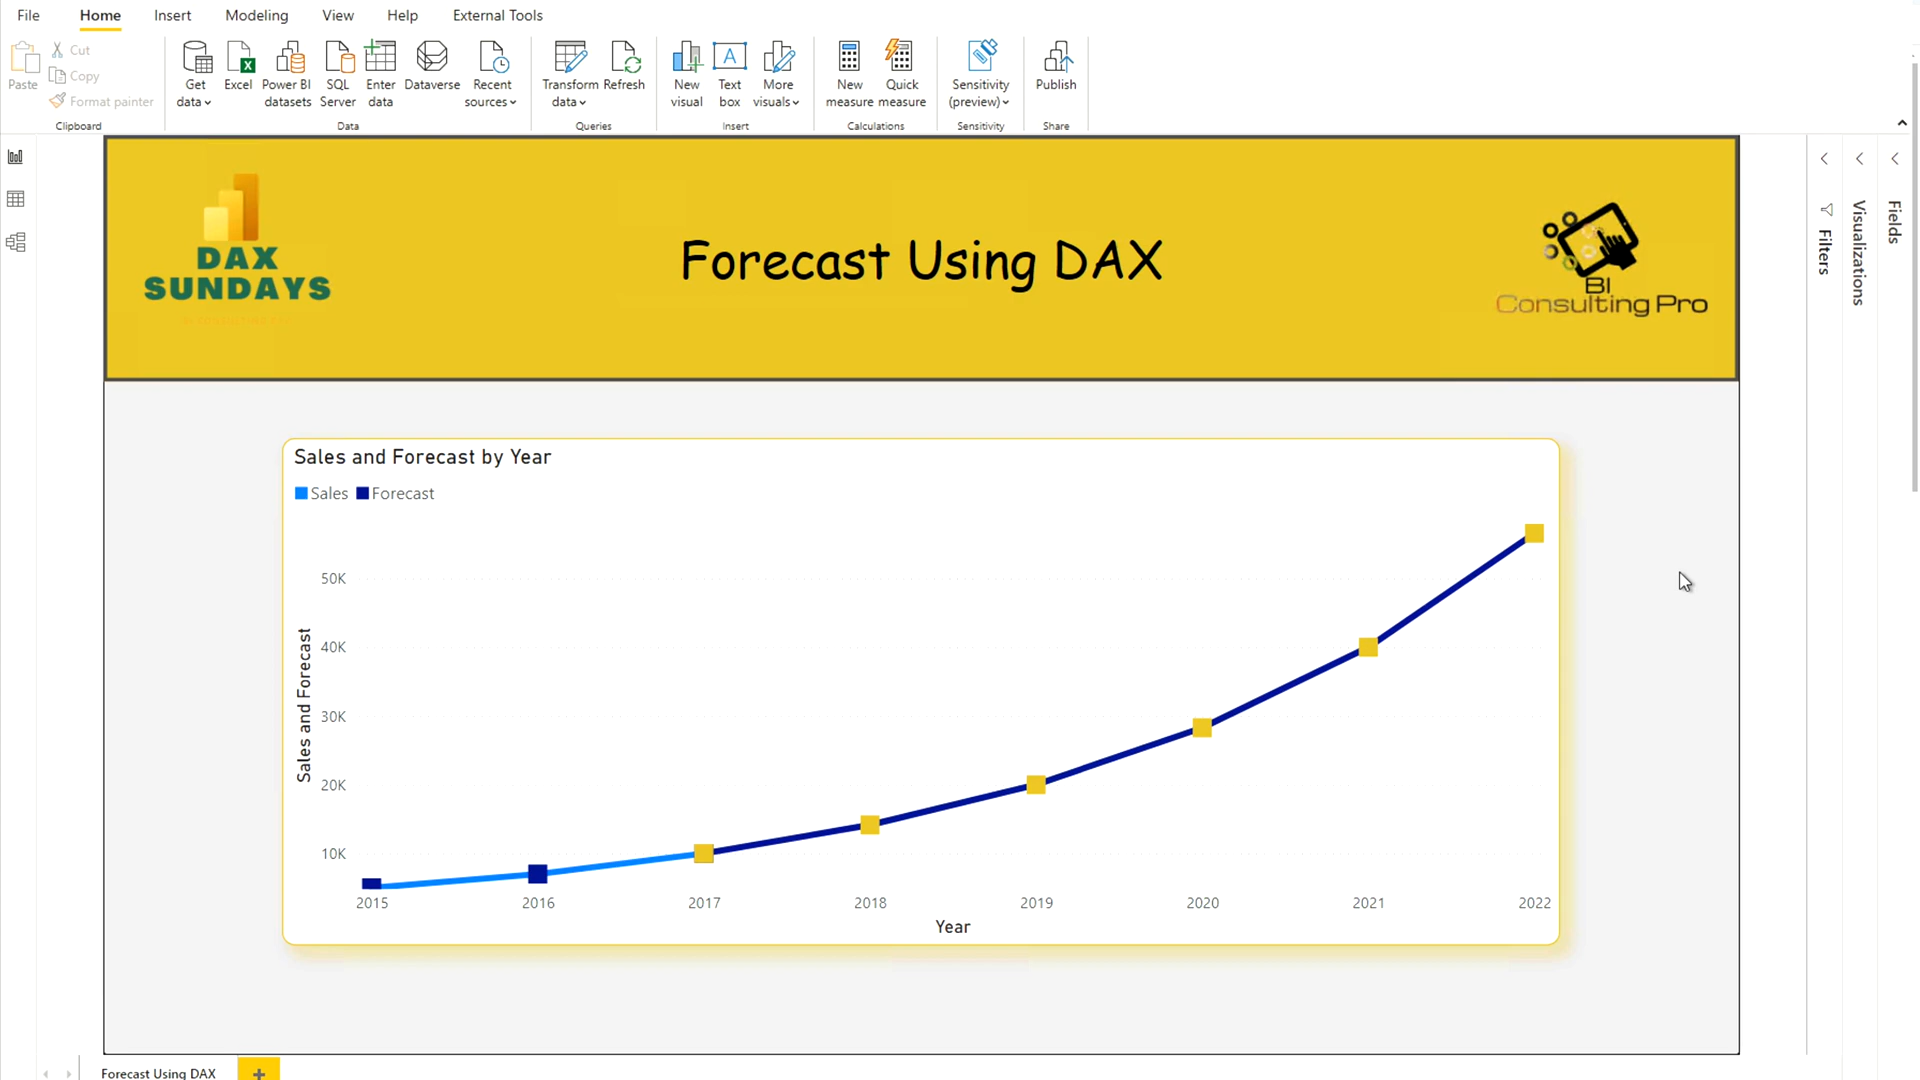 File Home Insert Modeling View Help External Tools
Paste
Cut
Copy
Format painter
Clipboard
Get data
Excel
Power BI datasets
SQL Server
Enter data
Dataverse
Recent sources
Data
Transform data
Refresh
Queries
New visual
Text box
More visuals
Insert
New measure
Quick measure
Calculations
Sensitivity (preview)
Sensitivity
Publish
Share
DAX
SUNDAYS
Forecast Using DAX
BI
Consulting Pro
Filters
Visualizations
Fields
Sales and Forecast by Year
Sales Forecast
Sales and Forecast
50K
40K
30K
20K
10K
2015 2016 2017 2018 2019 2020 2021 2022
Year
Forecast Using DAX